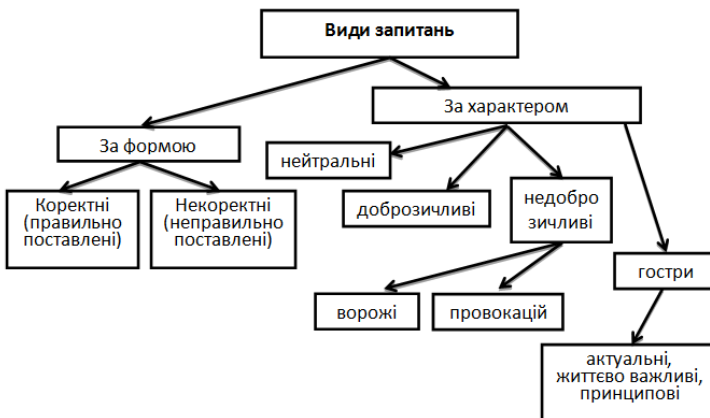 Види запитань
За характером
За формою
нейтральні
доброзичливі
недобро
зичливі
Коректні
(правильно
поставлені)
Некоректні
(неправильно
поставлені)
гостри
ворожі
провокацій
актуальні,
життєво важливі,
принципові